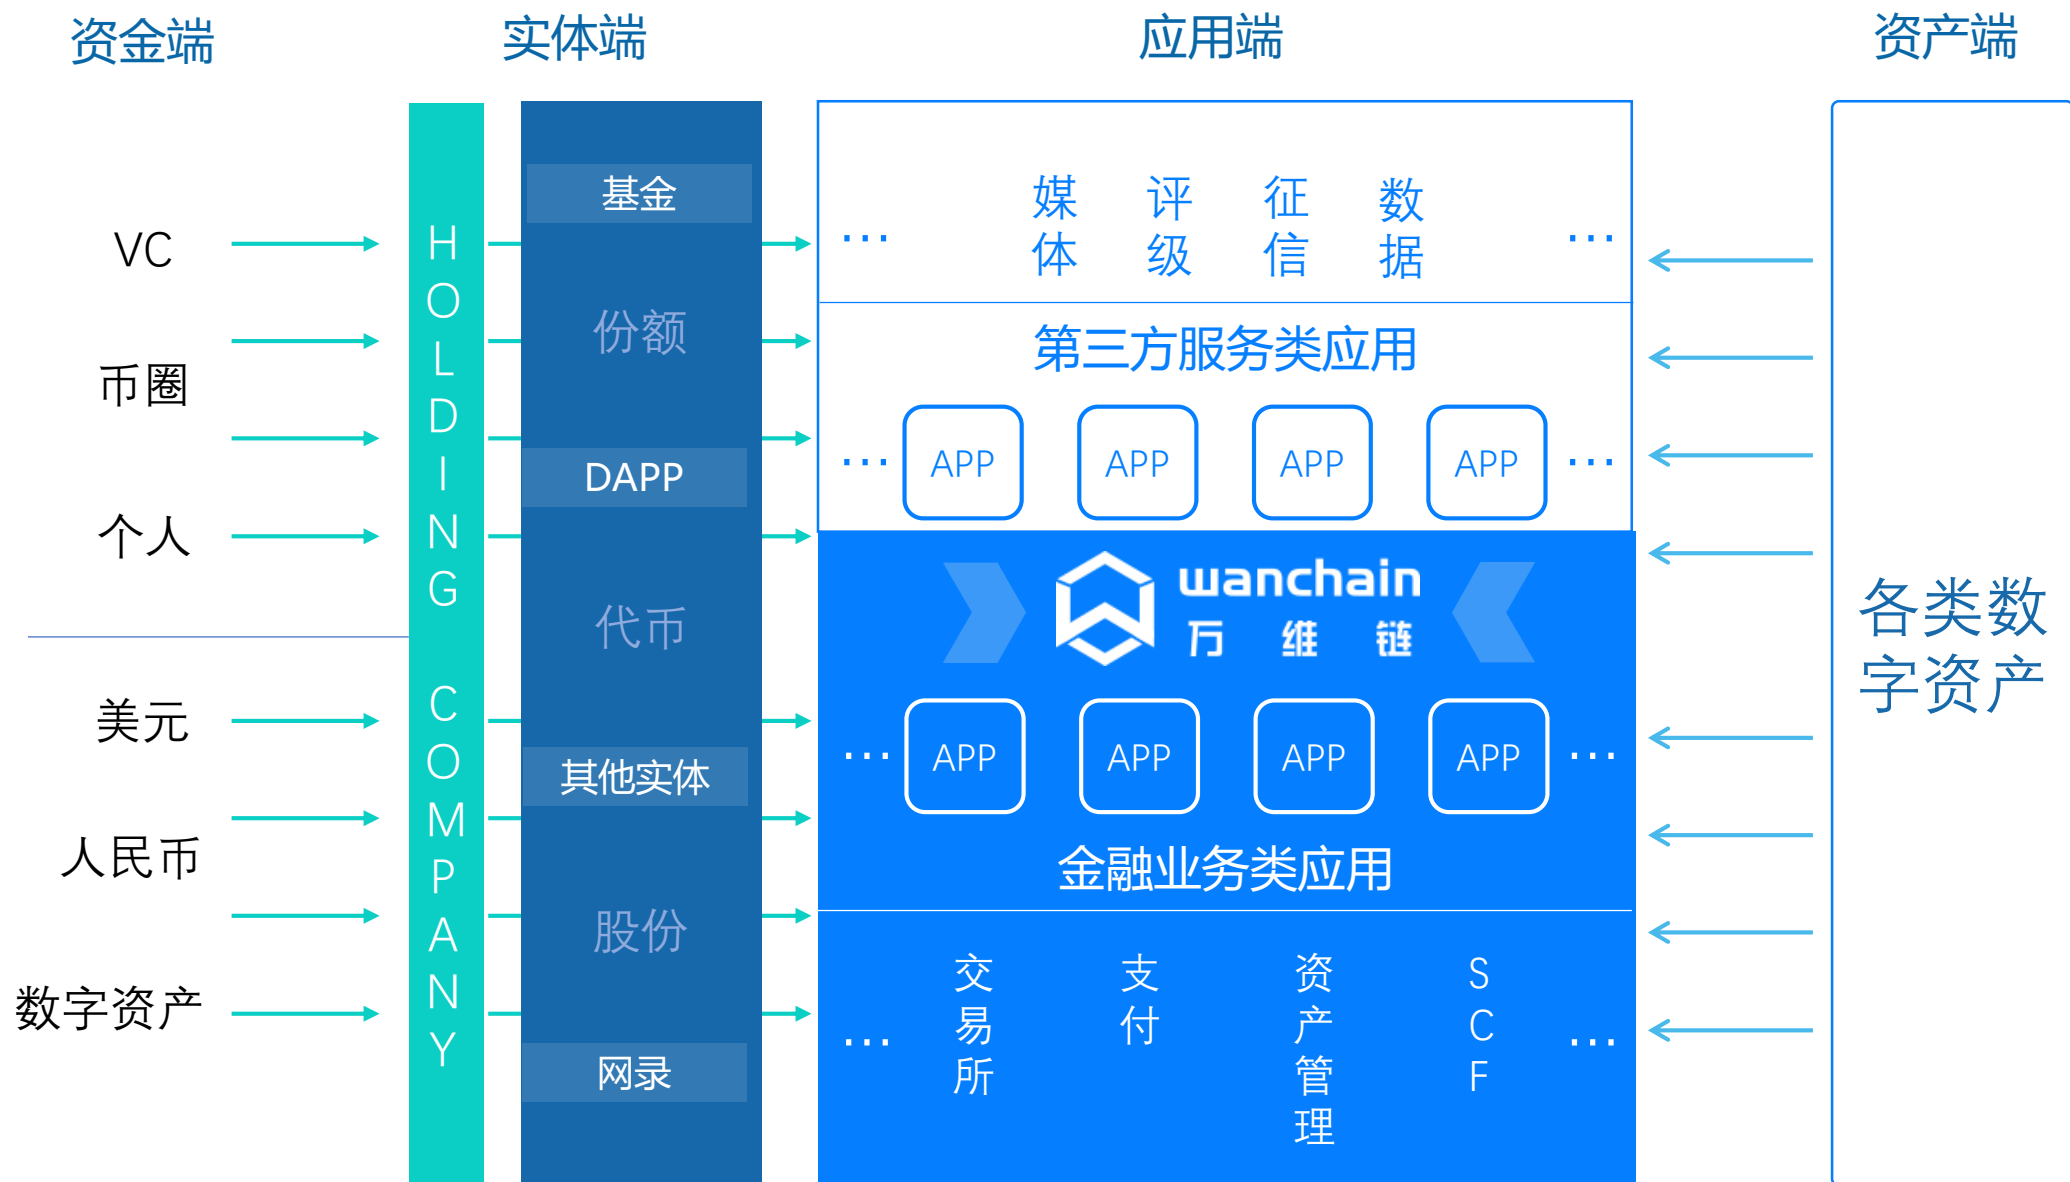 资金端
实体端
应用端
资产端
VC
币圈
个人
美元
人民币
数字资产
HOLDING COMPANY
基金
份额
DAPP
代币
其他实体
股份
网录
… 媒体 评级 征信 数据 …
第三方服务类应用
… APP APP APP APP …
wanchain
万维链
… APP APP APP APP …
金融业务类应用
… 交易所 支付 资产管理 SCF …
各类数
字资产